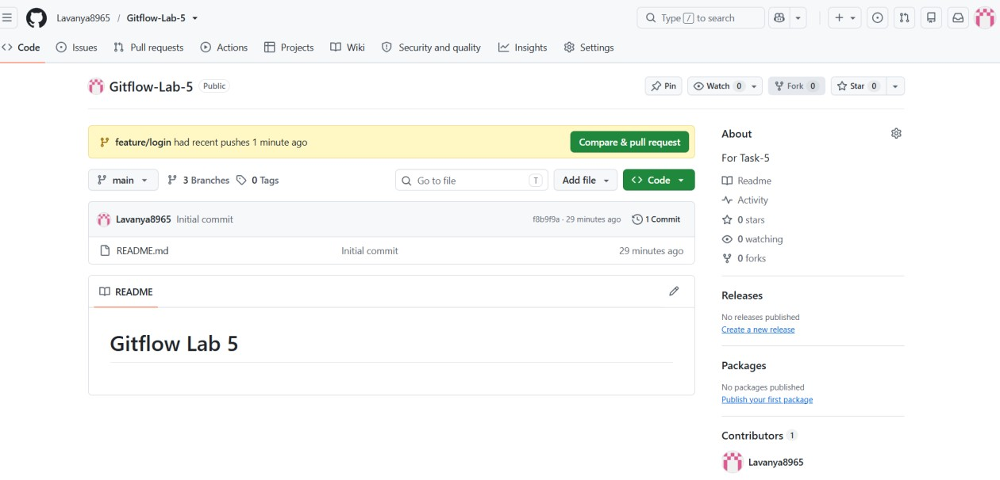 Lavanya8965 / Gitflow-Lab-5
Type / to search
Code Issues Pull requests Actions Projects Wiki Security and quality Insights Settings
Gitflow-Lab-5 Public
Pin Watch 0 Fork 0 Star 0
feature/login had recent pushes 1 minute ago Compare & pull request
main 3 Branches 0 Tags Go to file T Add file Code
Lavanya8965 Initial commit f8b9f9a · 29 minutes ago 1 Commit
README.md Initial commit 29 minutes ago
README
Gitflow Lab 5
About
For Task-5
Readme
Activity
0 stars
0 watching
0 forks
Releases
No releases published
Create a new release
Packages
No packages published
Publish your first package
Contributors 1
Lavanya8965